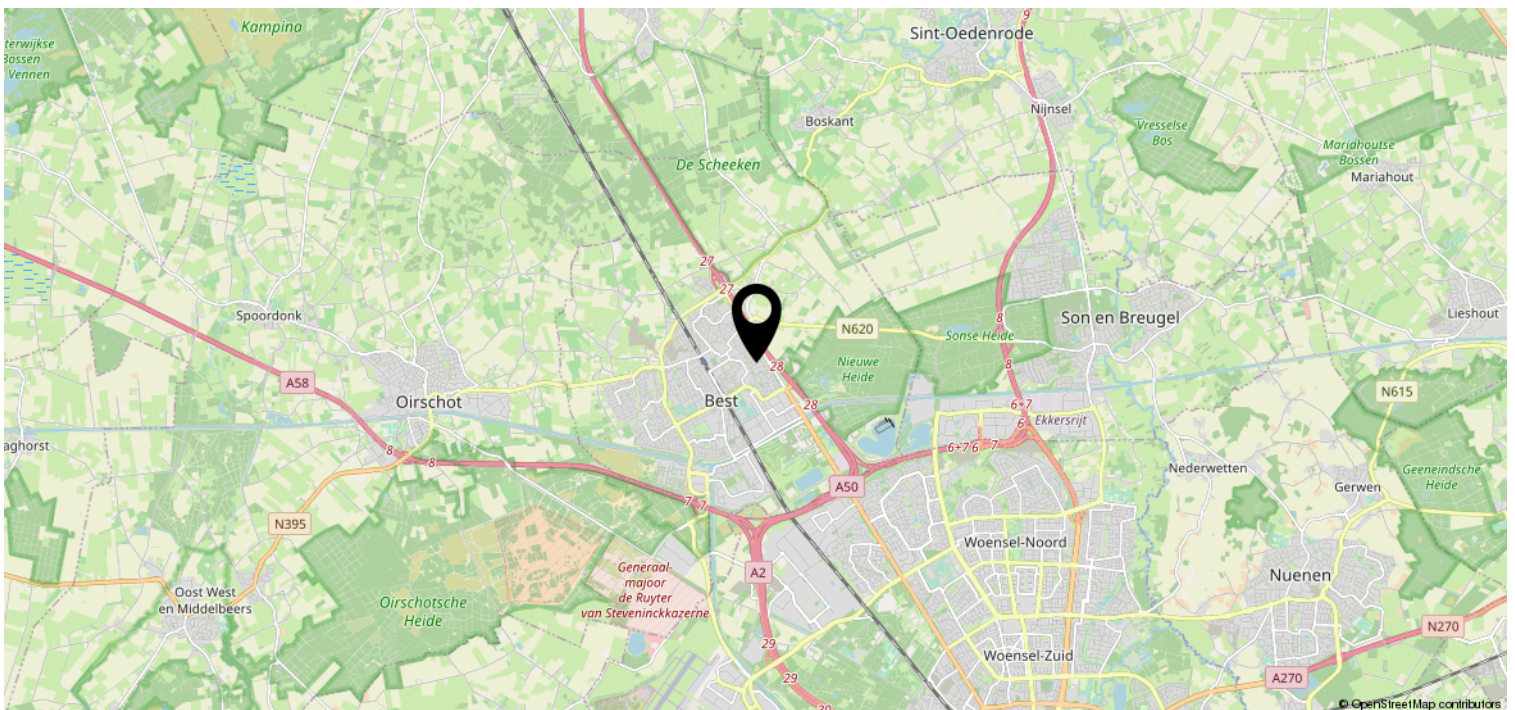 Kampina
9
Sint-Oedenrode
terwijkse
Bossen
Vennen
Nijnsel
Boskant
Vresselse
Bos
Mariahoutse
Bossen
Mariahout
De Scheeken
27
27
Spoordonk
N620
8
Son en Breugel
Lieshout
Sonse Heide
Nieuwe
Heide
28
8
A58
Oirschot
Best
28
6+7
6
Ekkersrijt
N615
aghorst
8
8
6+7
6
7
Nederwetten
Geeneindsche
Heide
Gerwen
A50
7
7
N395
Woensel-Noord
A2
Generaal-
majoor
de Ruyter
van Steveninckkazerne
Nuenen
Oost West
en Middelbeers
Oirschotsche
Heide
N270
29
Woensel-Zuid
29
A270
30
© OpenStreetMap contributors